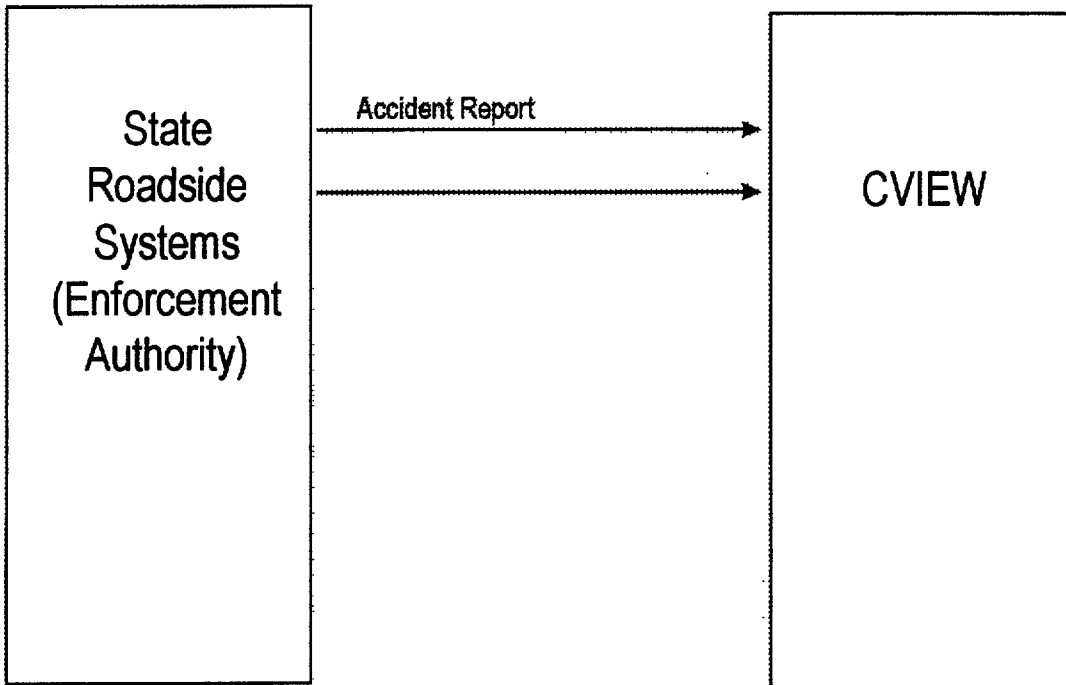 State
Roadside
Systems
(Enforcement
Authority)
Accident Report
CVIEW